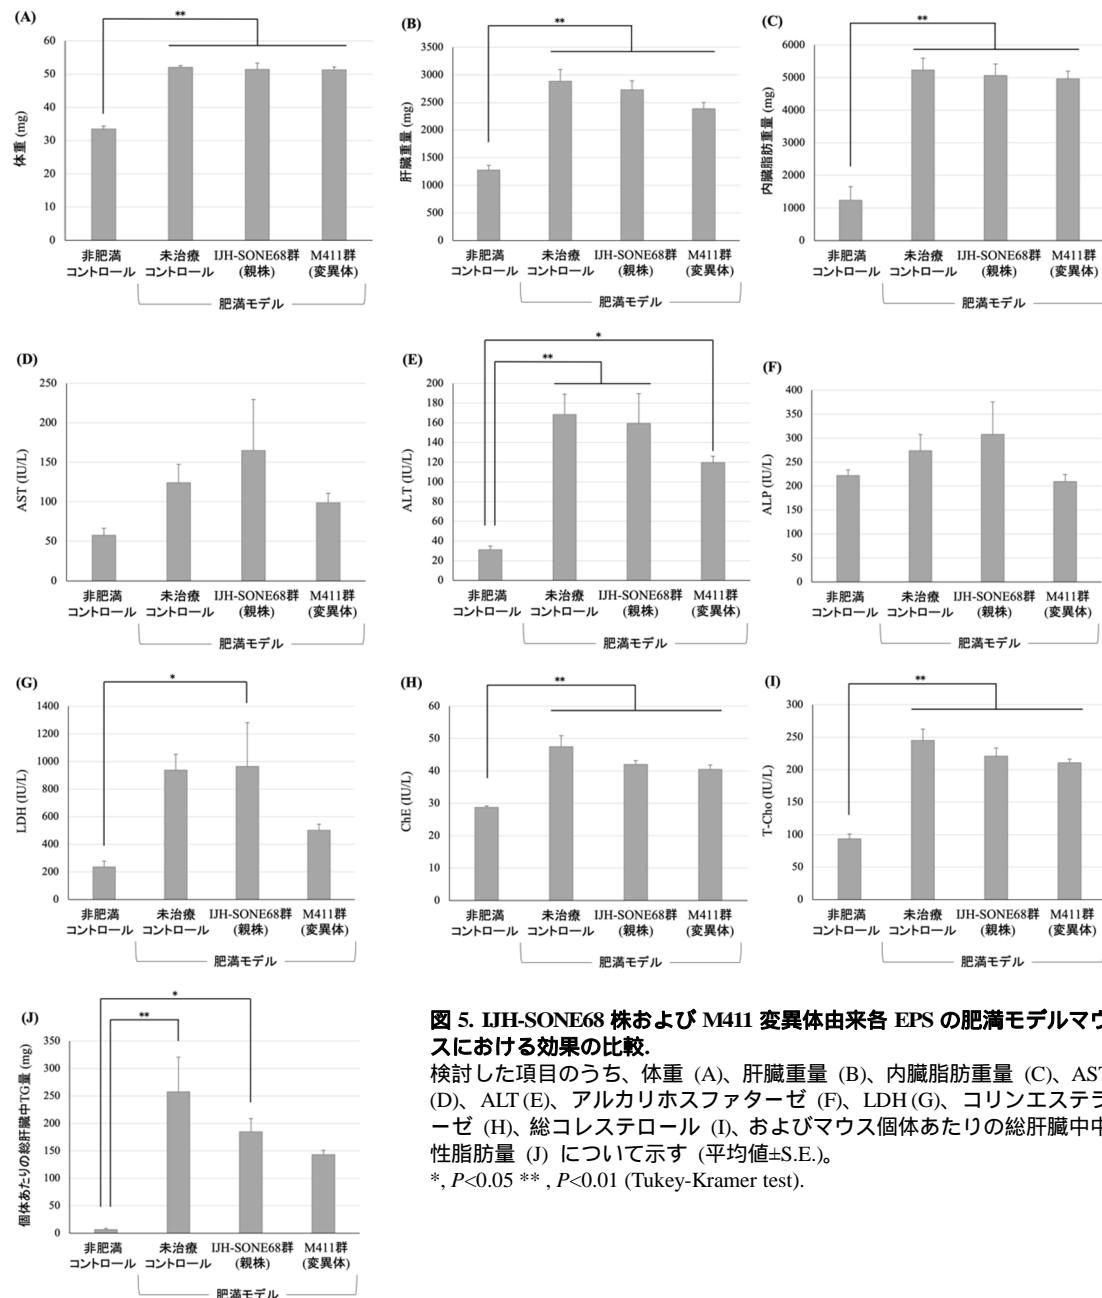 (A)
**
体重 (mg)
60
50
40
30
20
10
0
非肥満 未治療 IJH-SONE68群 M411群
コントロール コントロール (親株) (変異体)
肥満モデル
(B)
**
肝臓重量 (mg)
3500
3000
2500
2000
1500
1000
500
0
非肥満 未治療 IJH-SONE68群 M411群
コントロール コントロール (親株) (変異体)
肥満モデル
(C)
**
内臓脂肪重量 (mg)
6000
5000
4000
3000
2000
1000
0
非肥満 未治療 IJH-SONE68群 M411群
コントロール コントロール (親株) (変異体)
肥満モデル
(D)
AST (IU/L)
250
200
150
100
50
0
非肥満 未治療 IJH-SONE68群 M411群
コントロール コントロール (親株) (変異体)
肥満モデル
(E)
*
**
ALT (IU/L)
200
180
160
140
120
100
80
60
40
20
0
非肥満 未治療 IJH-SONE68群 M411群
コントロール コントロール (親株) (変異体)
肥満モデル
(F)
ALP (IU/L)
400
350
300
250
200
150
100
50
0
非肥満 未治療 IJH-SONE68群 M411群
コントロール コントロール (親株) (変異体)
肥満モデル
(G)
*
LDH (IU/L)
1400
1200
1000
800
600
400
200
0
非肥満 未治療 IJH-SONE68群 M411群
コントロール コントロール (親株) (変異体)
肥満モデル
(H)
**
ChE (IU/L)
60
50
40
30
20
10
0
非肥満 未治療 IJH-SONE68群 M411群
コントロール コントロール (親株) (変異体)
肥満モデル
(I)
**
T-Cho (IU/L)
300
250
200
150
100
50
0
非肥満 未治療 IJH-SONE68群 M411群
コントロール コントロール (親株) (変異体)
肥満モデル
(J)
*
**
個体あたりの総肝臓中TG量 (mg)
350
300
250
200
150
100
50
0
非肥満 未治療 IJH-SONE68群 M411群
コントロール コントロール (親株) (変異体)
肥満モデル
図 5. IJH-SONE68 株および M411 変異体由来各 EPS の肥満モデルマウ
スにおける効果の比較.
検討した項目のうち、体重 (A)、肝臓重量 (B)、内臓脂肪重量 (C)、AST
(D)、ALT (E)、アルカリホスファターゼ (F)、LDH (G)、コリンエステラ
ーゼ (H)、総コレステロール (I)、およびマウス個体あたりの総肝臓中中
性脂肪量 (J) について示す (平均値±S.E.)。
*, P<0.05 ** , P<0.01 (Tukey-Kramer test).